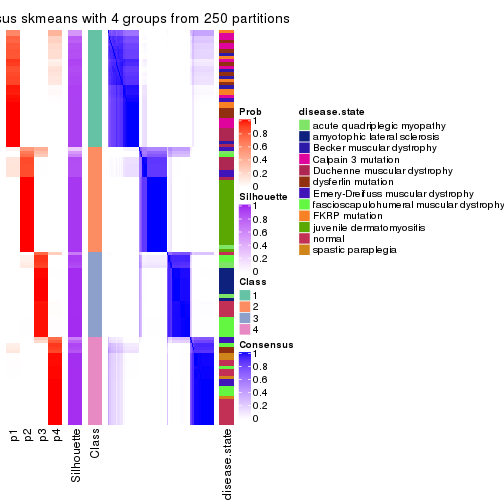 sus skmeans with 4 groups from 250 partitions
Prob
1
0.8
0.6
0.4
0.2
0
Silhouette
1
0.8
0.6
0.4
0.2
0
Class
1
2
3
4
Consensus
1
0.8
0.6
0.4
0.2
0
disease.state
acute quadriplegic myopathy
amyotophic lateral sclerosis
Becker muscular dystrophy
Calpain 3 mutation
Duchenne muscular dystrophy
dysferlin mutation
Emery-Dreifuss muscular dystrophy
fascioscapulohumeral muscular dystrophy
FKRP mutation
juvenile dermatomyositis
normal
spastic paraplegia
p1
p2
p3
p4
Silhouette
Class
disease.state